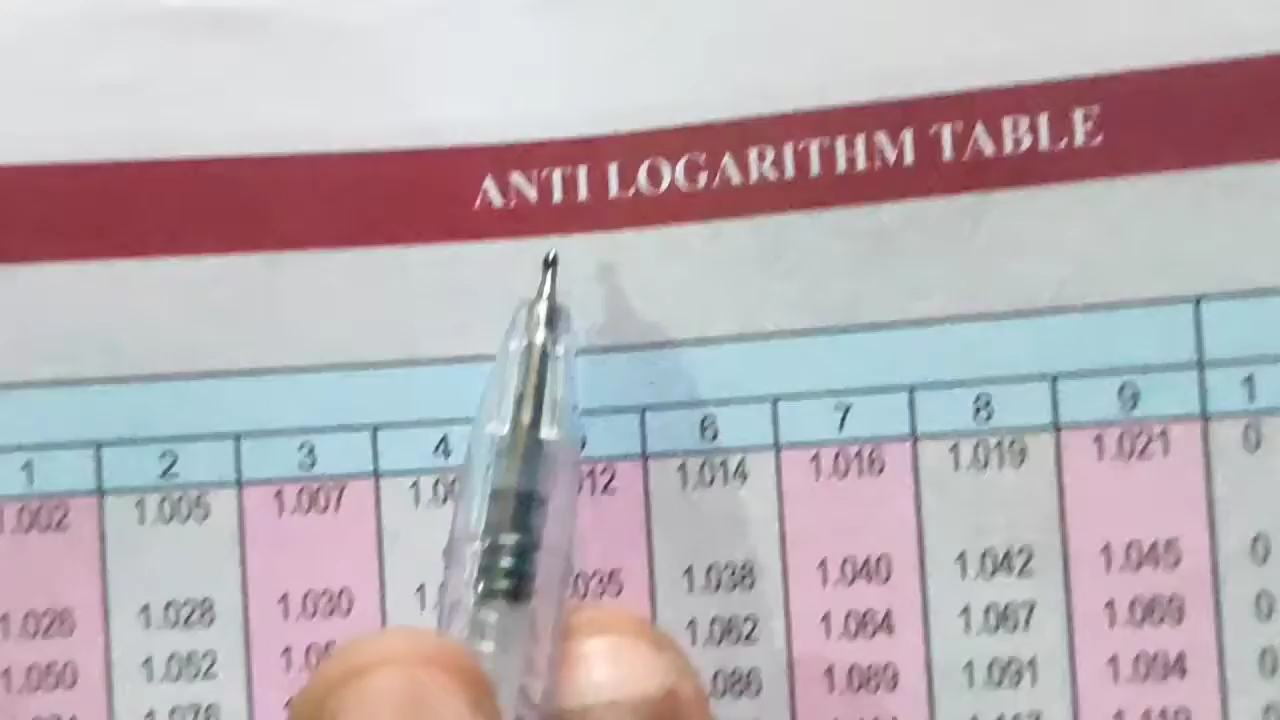 ANTI LOGARITHM TABLE
1 2 3 4 6 7 8 9 1
1.002 1.005 1.007 1.014 1.016 1.019 1.021 0
1.026 1.028 1.030 1.038 1.040 1.042 1.045 0
1.050 1.052 1.062 1.064 1.067 1.069 0
1.089 1.091 1.094